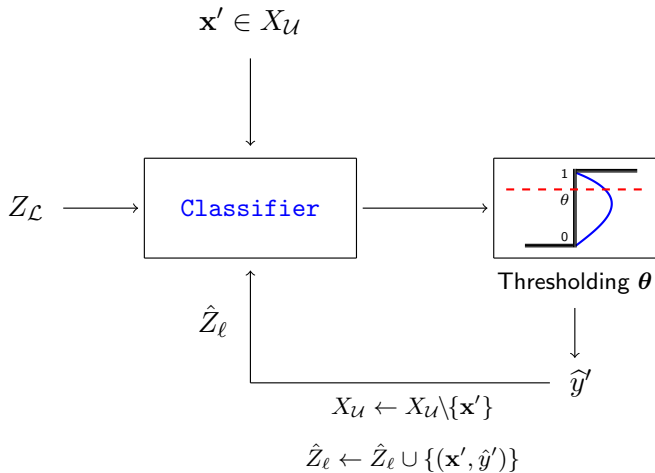 𝐱′ ∈ X_𝒰
Z_ℒ
Classifier
1
θ
0
Thresholding 𝜽
Ẑ_ℓ
ŷ′
X_𝒰 ← X_𝒰\{𝐱′}
Ẑ_ℓ ← Ẑ_ℓ ∪ {(𝐱′, ŷ′)}